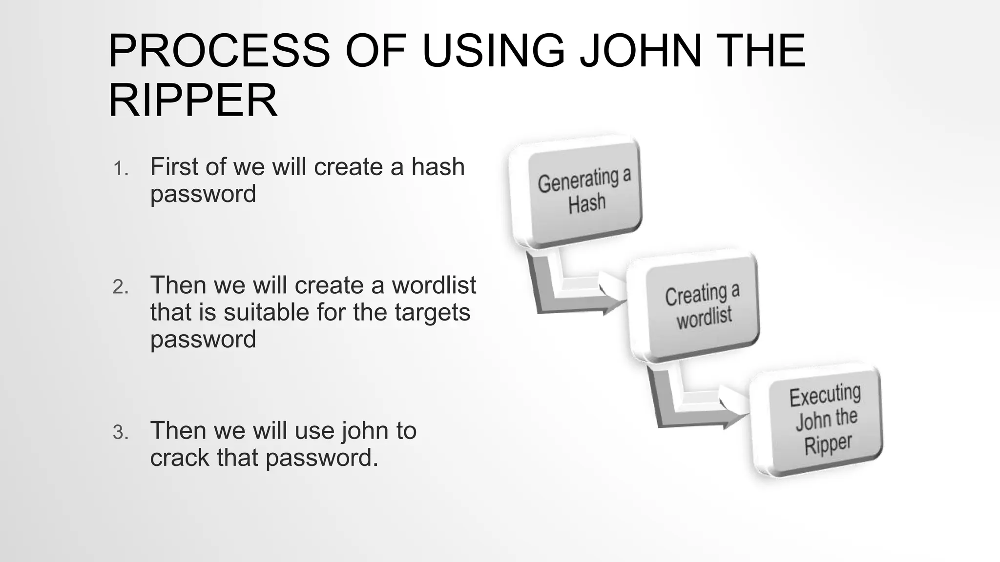 PROCESS OF USING JOHN THE
RIPPER
1. First of we will create a hash
password
2. Then we will create a wordlist
that is suitable for the targets
password
3. Then we will use john to
crack that password.
Generating a
Hash
Creating a
wordlist
Executing
John the
Ripper